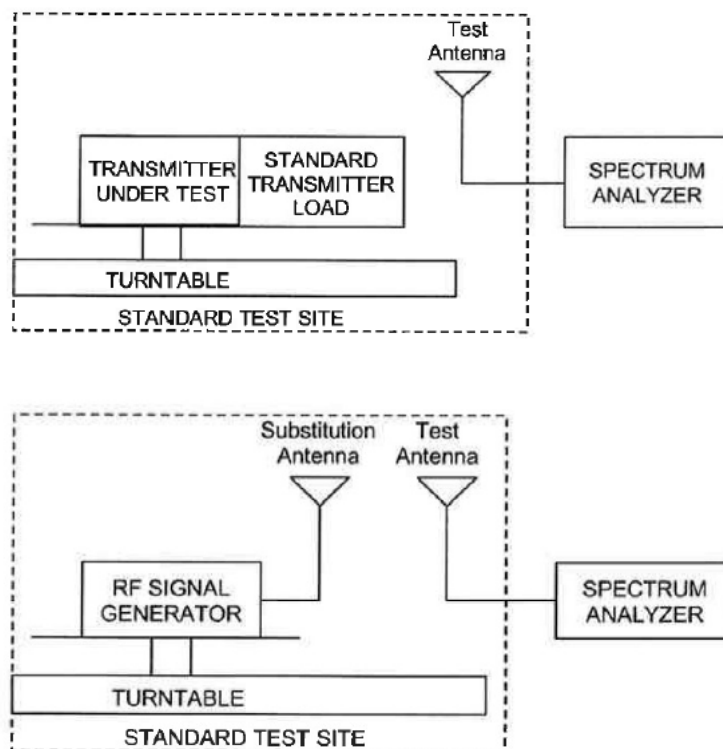 Test
Antenna
TRANSMITTER
UNDER TEST
STANDARD
TRANSMITTER
LOAD
SPECTRUM
ANALYZER
TURNTABLE
STANDARD TEST SITE
Substitution
Antenna
Test
Antenna
RF SIGNAL
GENERATOR
SPECTRUM
ANALYZER
TURNTABLE
STANDARD TEST SITE